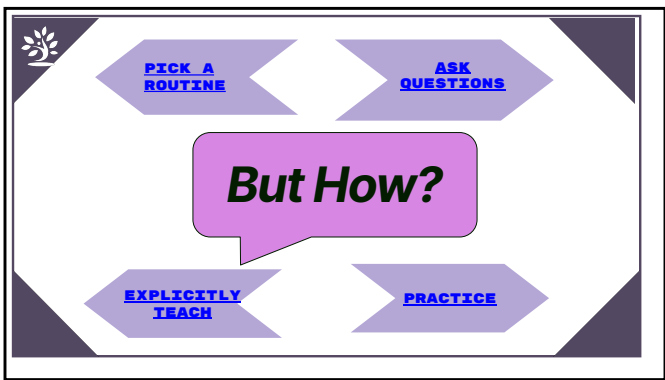 PICK A
ROUTINE
ASK
QUESTIONS
But How?
EXPLICITLY
TEACH
PRACTICE